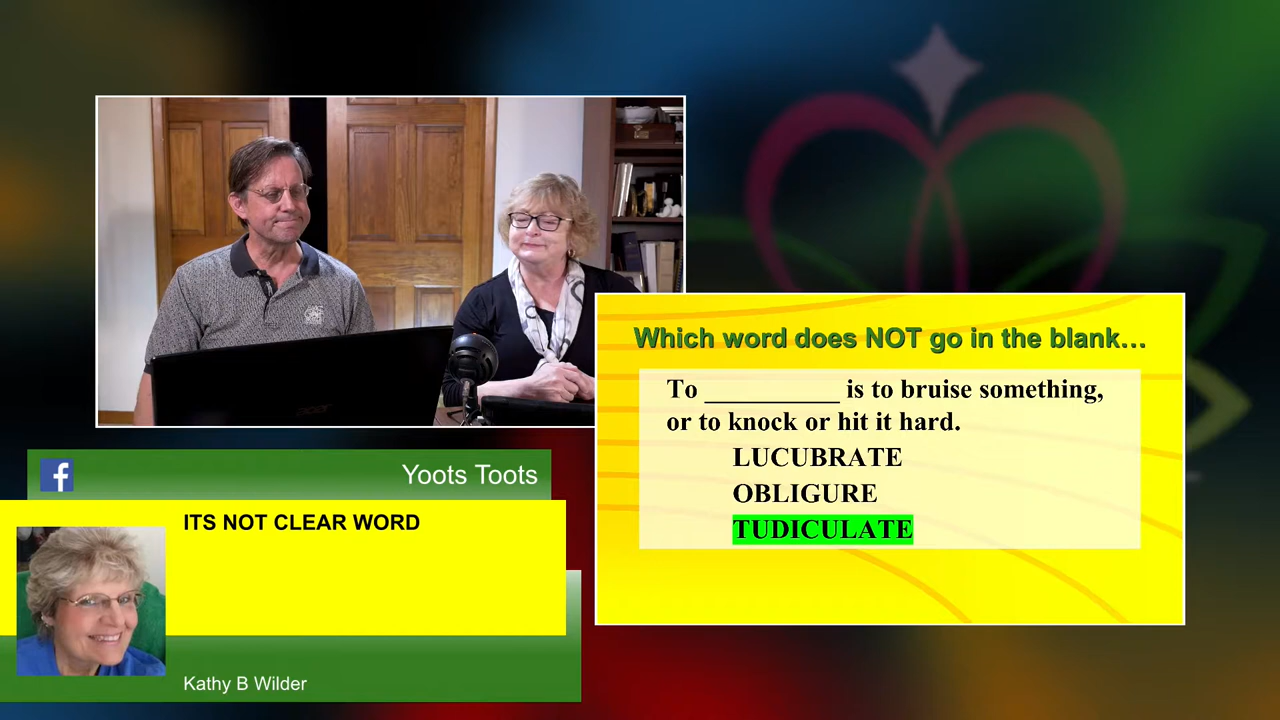 Which word does NOT go in the blank...
To __________ is to bruise something,
or to knock or hit it hard.
LUCUBRATE
OBLIGURE
TUDICULATE
Yoots Toots
ITS NOT CLEAR WORD
Kathy B Wilder
acer